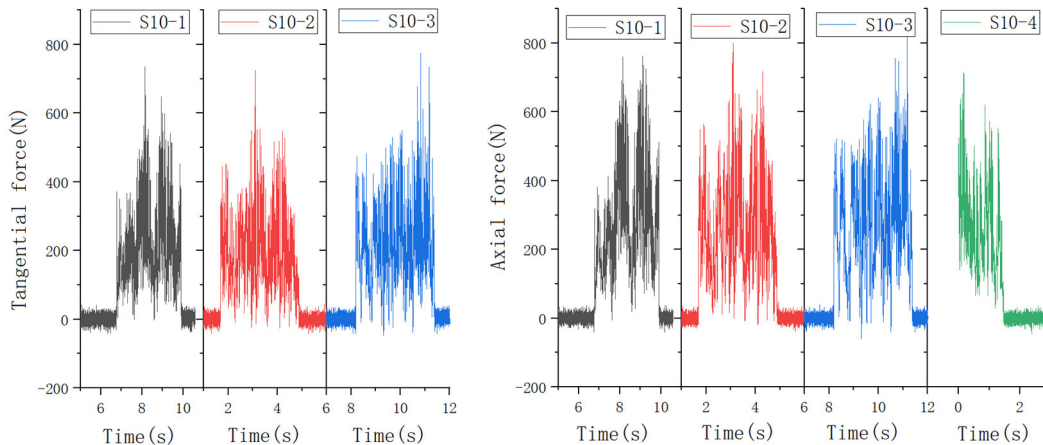 S10-1
S10-2
S10-3
Tangential force(N)
800
600
400
200
0
-200
6 8 10
2 4 6
8 10 12
Time(s)
Time(s)
Time(s)
S10-1
S10-2
S10-3
S10-4
Axial force(N)
800
600
400
200
0
-200
6 8 10
2 4 6
8 10 12
0 2
Time(s)
Time(s)
Time(s)
Time(s)